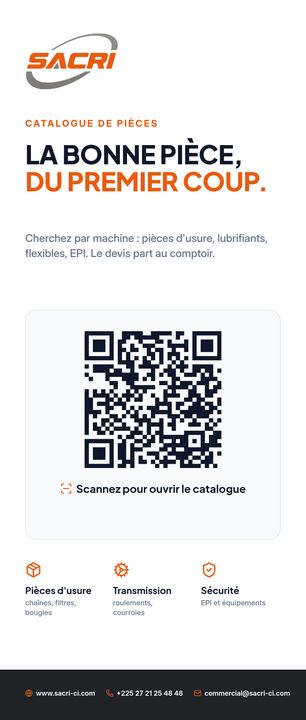 SACRI
CATALOGUE DE PIÈCES
LA BONNE PIÈCE,
DU PREMIER COUP.
Cherchez par machine : pièces d'usure, lubrifiants,
flexibles, EPI. Le devis part au comptoir.
Scannez pour ouvrir le catalogue
Pièces d'usure
chaînes, filtres,
bougies
Transmission
roulements,
courroies
Sécurité
EPI et équipements
www.sacri-ci.com +225 27 21 25 48 48 commercial@sacri-ci.com